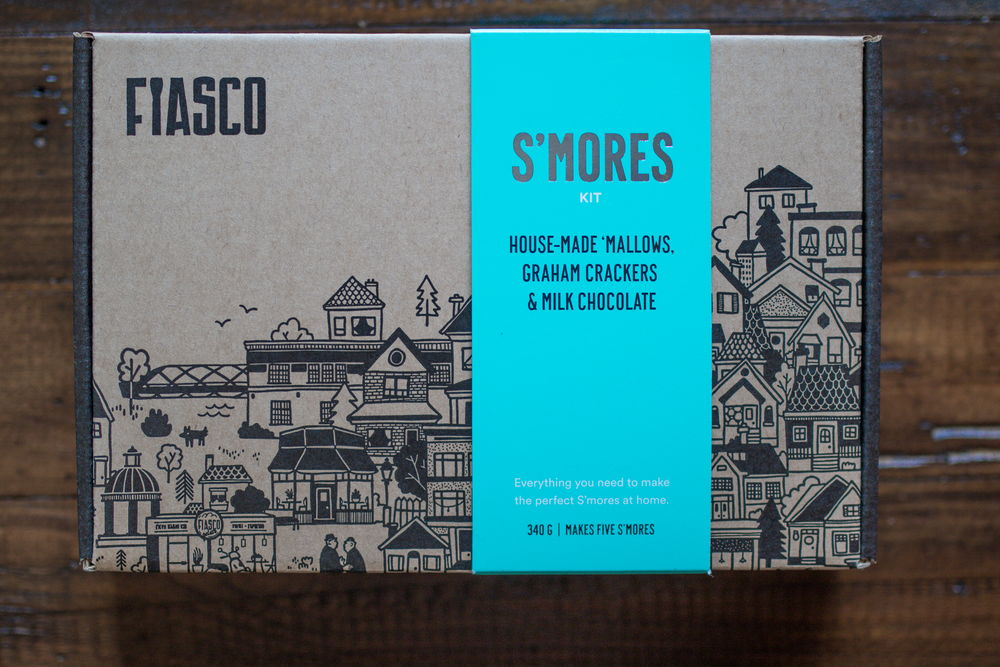 FIASCO
S'MORES
KIT
HOUSE-MADE ‘MALLOWS,
GRAHAM CRACKERS
& MILK CHOCOLATE
Everything you need to make
the perfect S'mores at home.
340 G | MAKES FIVE S'MORES
FIASCO